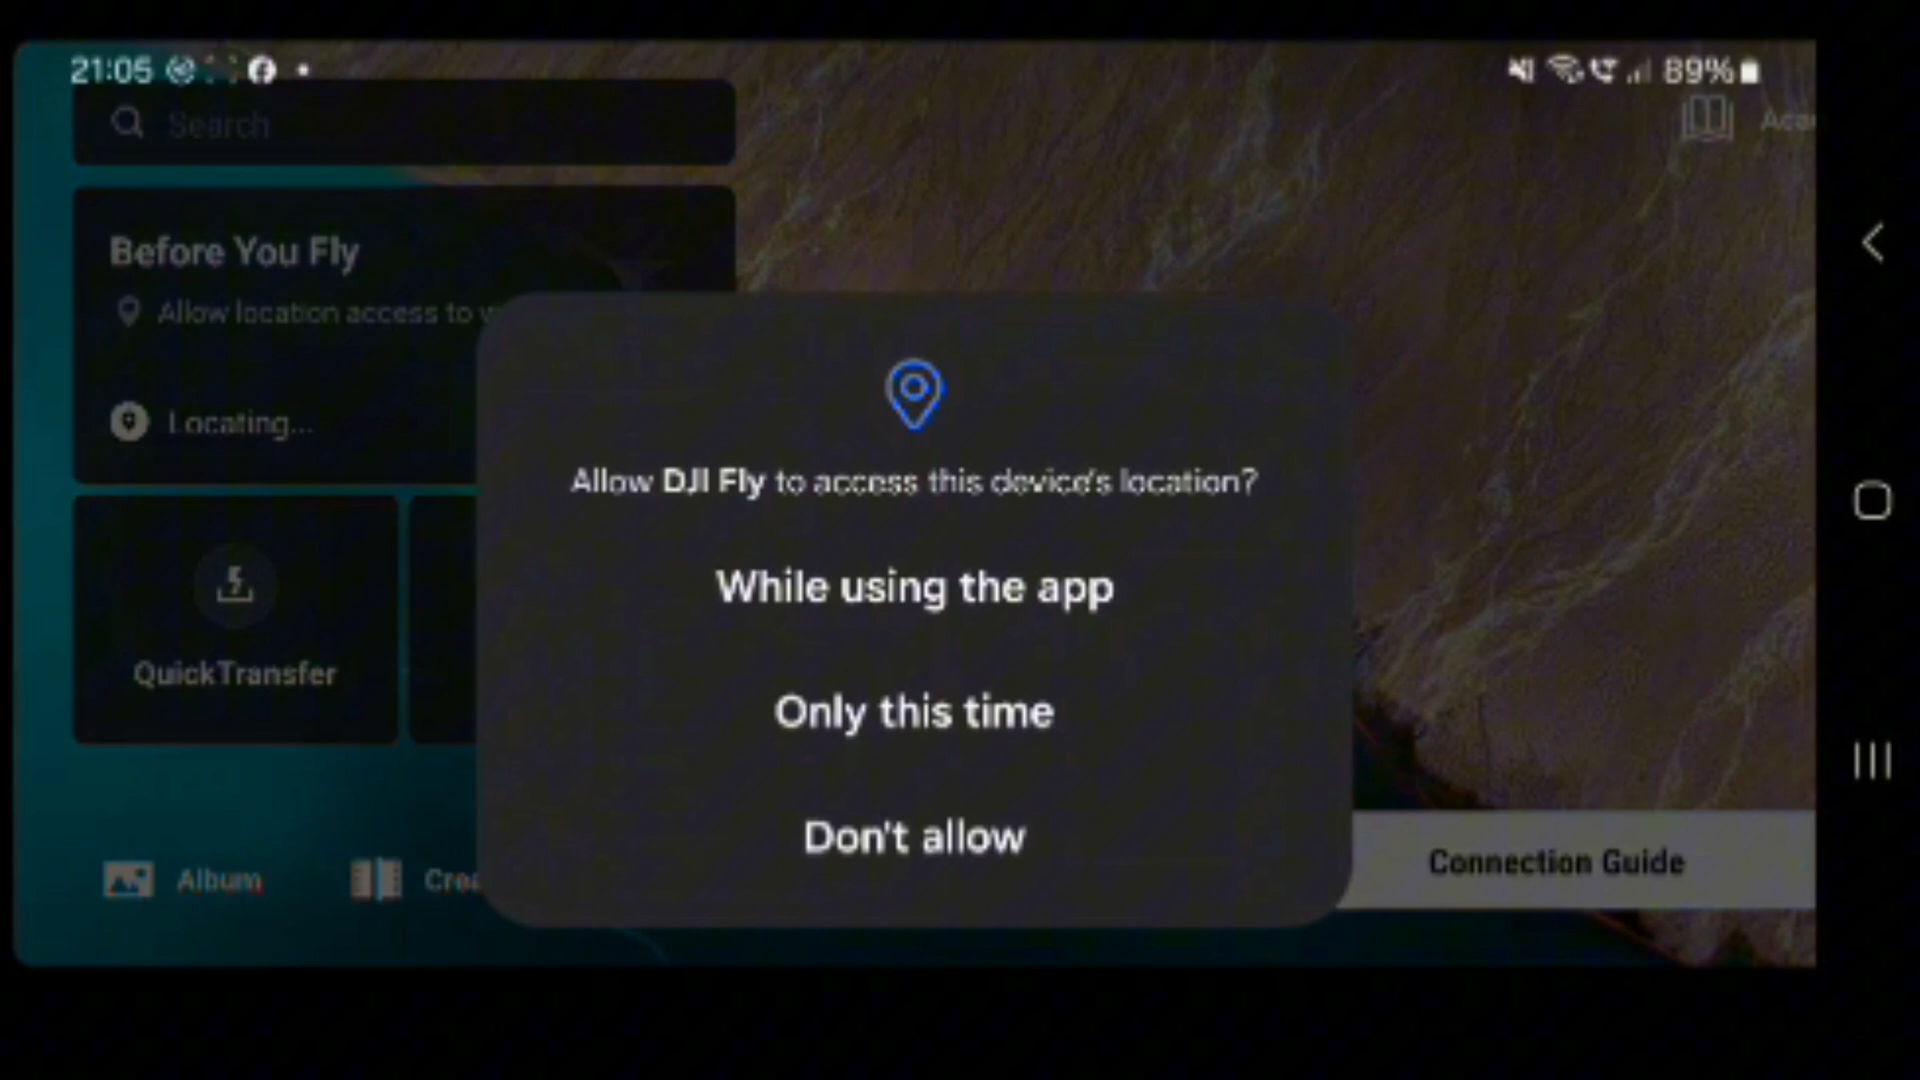 21:05
89%
Search
Before You Fly
Allow location access to
Locating...
Allow DJI Fly to access this device's location?
While using the app
Only this time
Don't allow
QuickTransfer
Album
Connection Guide